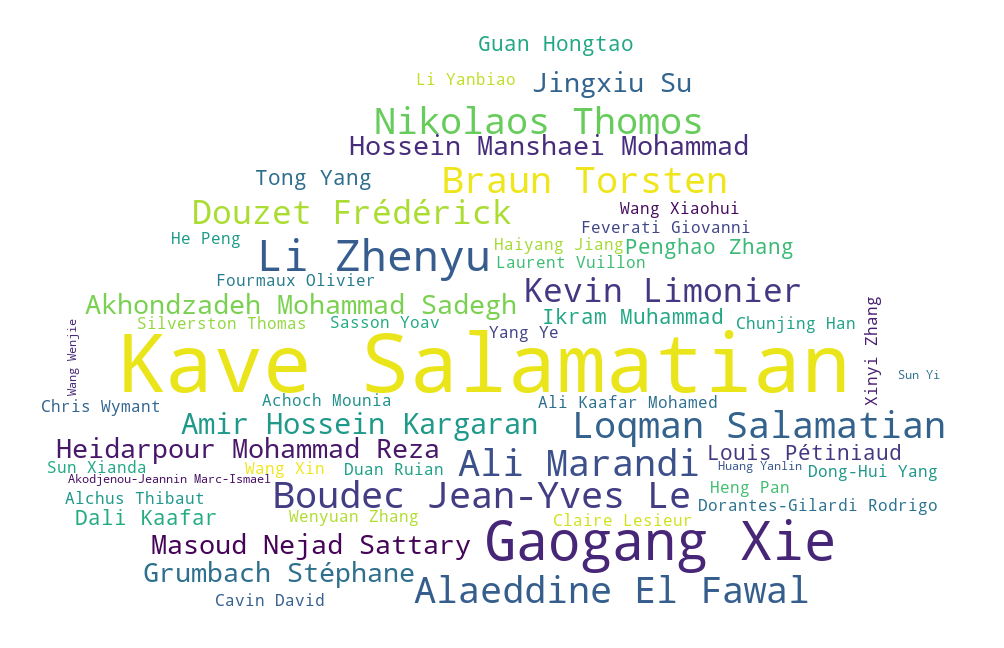 Guan Hongtao
Li Yanbiao
Jingxiu Su
Nikolaos Thomos
Hossein Manshaei Mohammad
Tong Yang
Braun Torsten
Douzet Frédérick
Wang Xiaohui
Feverati Giovanni
He Peng
Li Zhenyu
Haiyang Jiang
Penghao Zhang
Laurent Vuillon
Fourmaux Olivier
Kevin Limonier
Akhondzadeh Mohammad Sadegh
Silverston Thomas
Sasson Yoav
Ikram Muhammad
Chunjing Han
Yang Ye
Wang Wenjie
Kave Salamatian
Xinyi Zhang
Sun Yi
Chris Wymant
Achoch Mounia
Ali Kaafar Mohamed
Amir Hossein Kargaran
Loqman Salamatian
Heidarpour Mohammad Reza
Louis Pétiniaud
Sun Xianda
Wang Xin
Duan Ruian
Ali Marandi
Huang Yanlin
Dong-Hui Yang
Akodjenou-Jeannin Marc-Ismael
Alchus Thibaut
Boudec Jean-Yves Le
Heng Pan
Dorantes-Gilardi Rodrigo
Dali Kaafar
Wenyuan Zhang
Claire Lesieur
Masoud Nejad Sattary
Gaogang Xie
Grumbach Stéphane
Alaeddine El Fawal
Cavin David